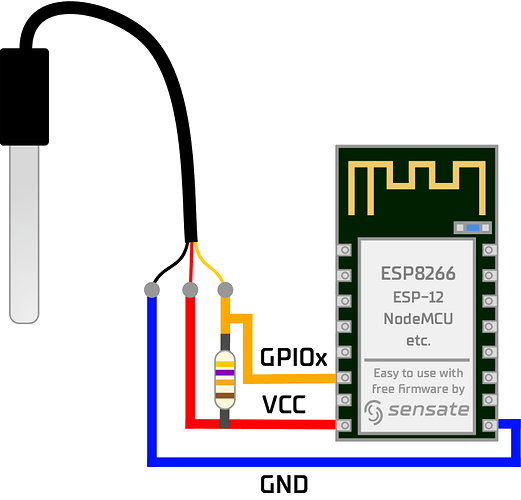 ESP8266
ESP-12
NodeMCU
etc.
GPIOx
Easy to use with
free firmware by
sensate
VCC
GND